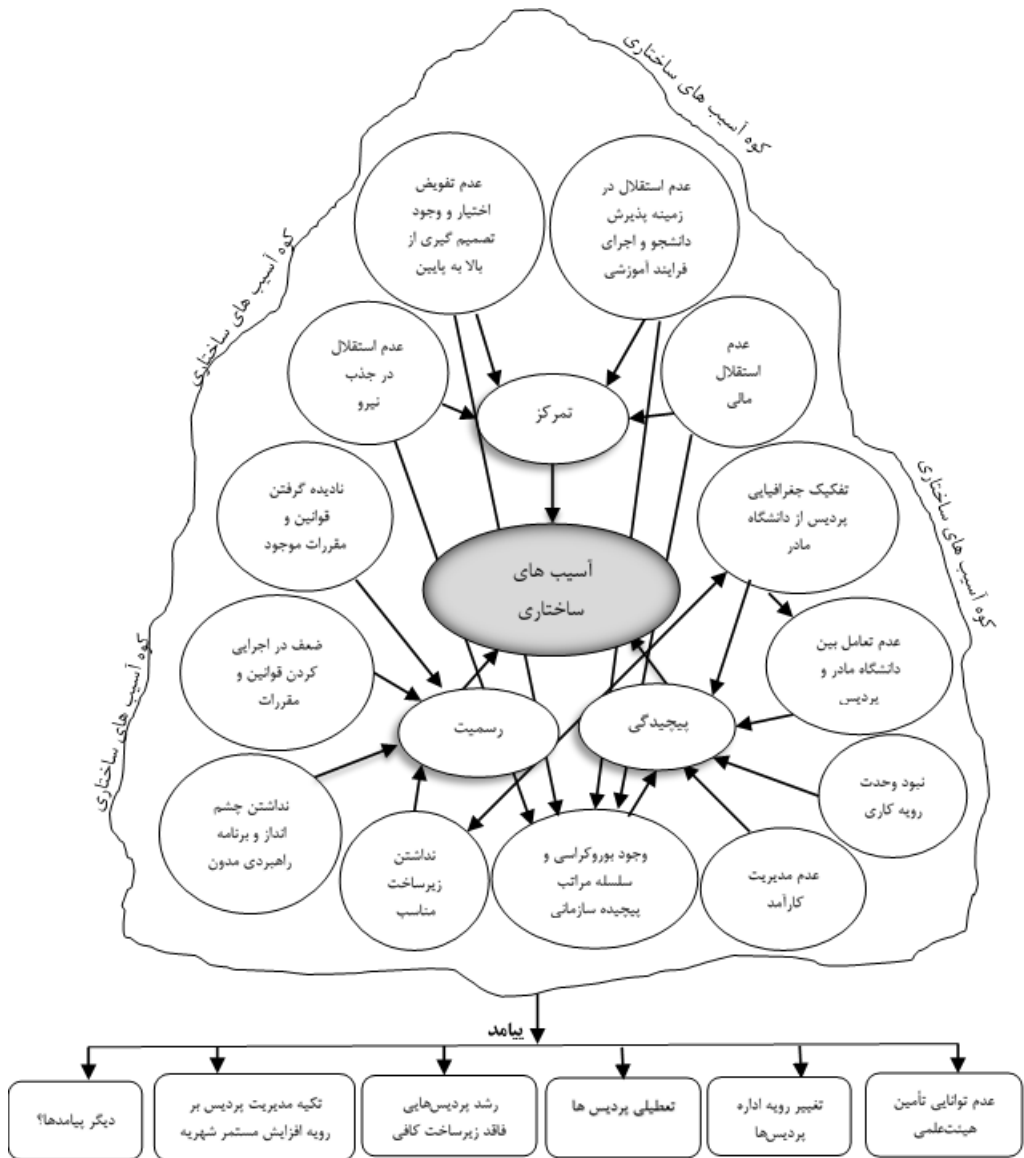 کوه آسیب های ساختاری
کوه آسیب های ساختاری
کوه آسیب های ساختاری
کوه آسیب های ساختاری
عدم استقلال در
زمینه پذیرش
دانشجو و اجرای
فرایند آموزشی
عدم تفویض
اختیار و وجود
تصمیم گیری از
بالا به پایین
عدم
استقلال
مالی
عدم استقلال
در جذب
نیرو
تمرکز
تفکیک جغرافیایی
پردیس از دانشگاه
مادر
نادیده گرفتن
قوانین و
مقررات موجود
آسیب های
ساختاری
عدم تعامل بین
دانشگاه مادر و
پردیس
ضعف در اجرایی
کردن قوانین و
مقررات
پیچیدگی
رسمیت
نبود وحدت
رویه کاری
نداشتن چشم
انداز و برنامه
راهبردی مدون
عدم مدیریت
کارآمد
وجود بوروکراسی و
سلسله مراتب
پیچیده سازمانی
نداشتن
زیرساخت
مناسب
پیامد
عدم توانایی تأمین
هیئت‌علمی
تغییر رویه اداره
پردیس‌ها
تعطیلی پردیس ها
رشد پردیس‌هایی
فاقد زیرساخت کافی
تکیه مدیریت پردیس بر
رویه افزایش مستمر شهریه
دیگر پیامدها؟